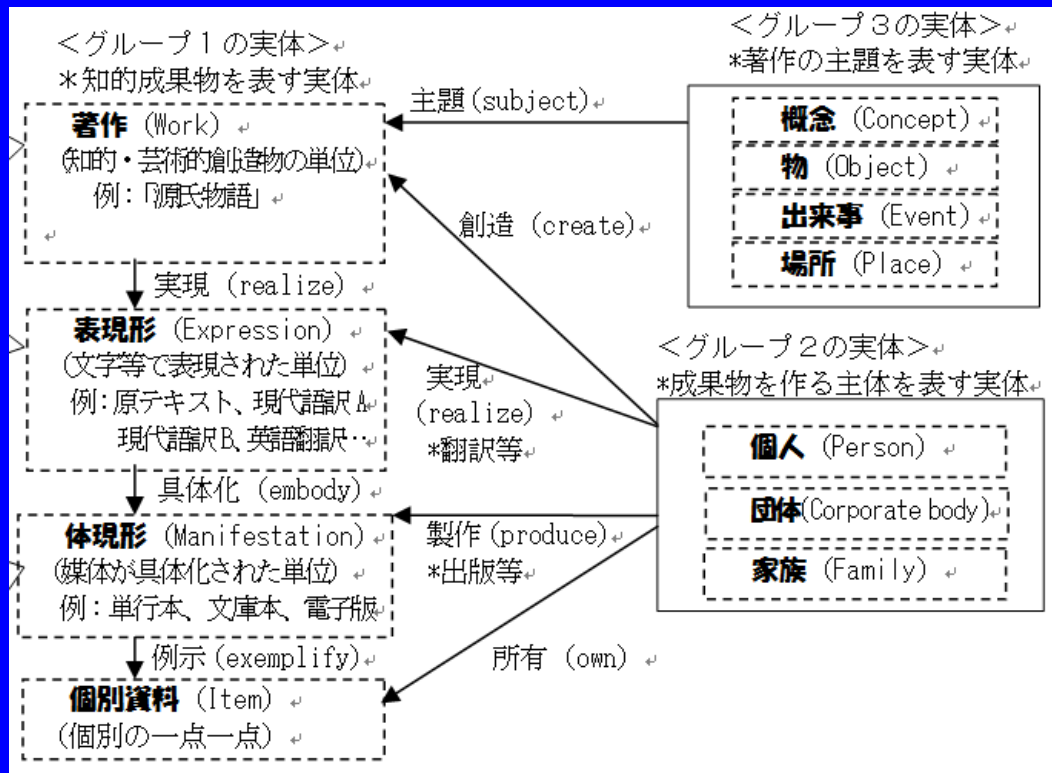 <グループ1の実体>
*知的成果物を表す実体
著作 (Work)
(知的・芸術的創造物の単位)
例:「源氏物語」
実現 (realize)
表現形 (Expression)
(文字等で表現された単位)
例:原テキスト、現代語訳A
現代語訳B、英語翻訳…
具体化 (embody)
体現形 (Manifestation)
(媒体が具体化された単位)
例:単行本、文庫本、電子版
例示(exemplify)
個別資料 (Item)
(個別の一点一点)
主題(subject)
創造 (create)
実現
(realize)
*翻訳等
製作(produce)
*出版等
所有 (own)
<グループ3の実体>
*著作の主題を表す実体
概念 (Concept)
物 (Object)
出来事 (Event)
場所 (Place)
<グループ2の実体>
*成果物を作る主体を表す実体
個人 (Person)
団体(Corporate body)
家族 (Family)